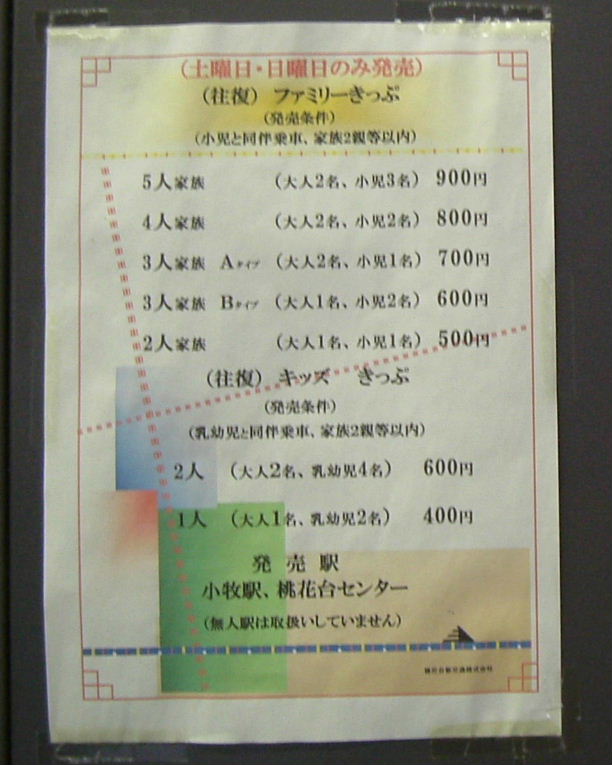 (土曜日・日曜日のみ発売)
(往復) ファミリーきっぷ
(発売条件)
(小児と同伴乗車、家族2親等以内)
5人家族 (大人2名、小児3名) 900円
4人家族 (大人2名、小児2名) 800円
3人家族 Aタイプ (大人2名、小児1名) 700円
3人家族 Bタイプ (大人1名、小児2名) 600円
2人家族 (大人1名、小児1名) 500円
(往復) キッズ きっぷ
(発売条件)
(乳幼児と同伴乗車、家族2親等以内)
2人 (大人2名、乳幼児4名) 600円
1人 (大人1名、乳幼児2名) 400円
発売駅
小牧駅、桃花台センター
(無人駅は取扱いしていません)
桃花台新交通株式会社